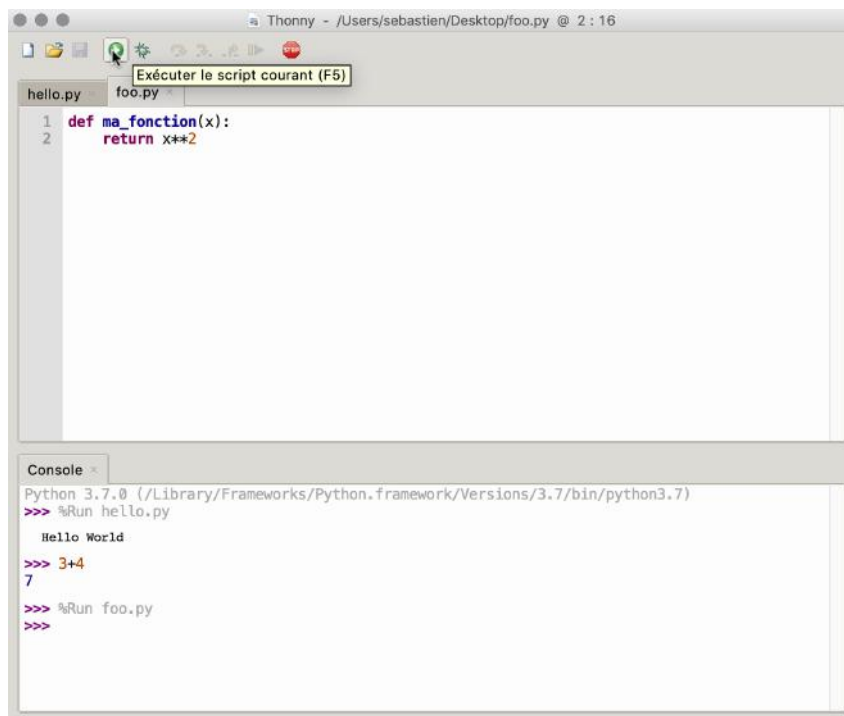 Thonny - /Users/sebastien/Desktop/foo.py @ 2 : 16
STOP
Exécuter le script courant (F5)
hello.py × foo.py ×
1 def ma_fonction(x):
2     return x**2
Console ×
Python 3.7.0 (/Library/Frameworks/Python.framework/Versions/3.7/bin/python3.7)
>>> %Run hello.py
Hello World
>>> 3+4
7
>>> %Run foo.py
>>>